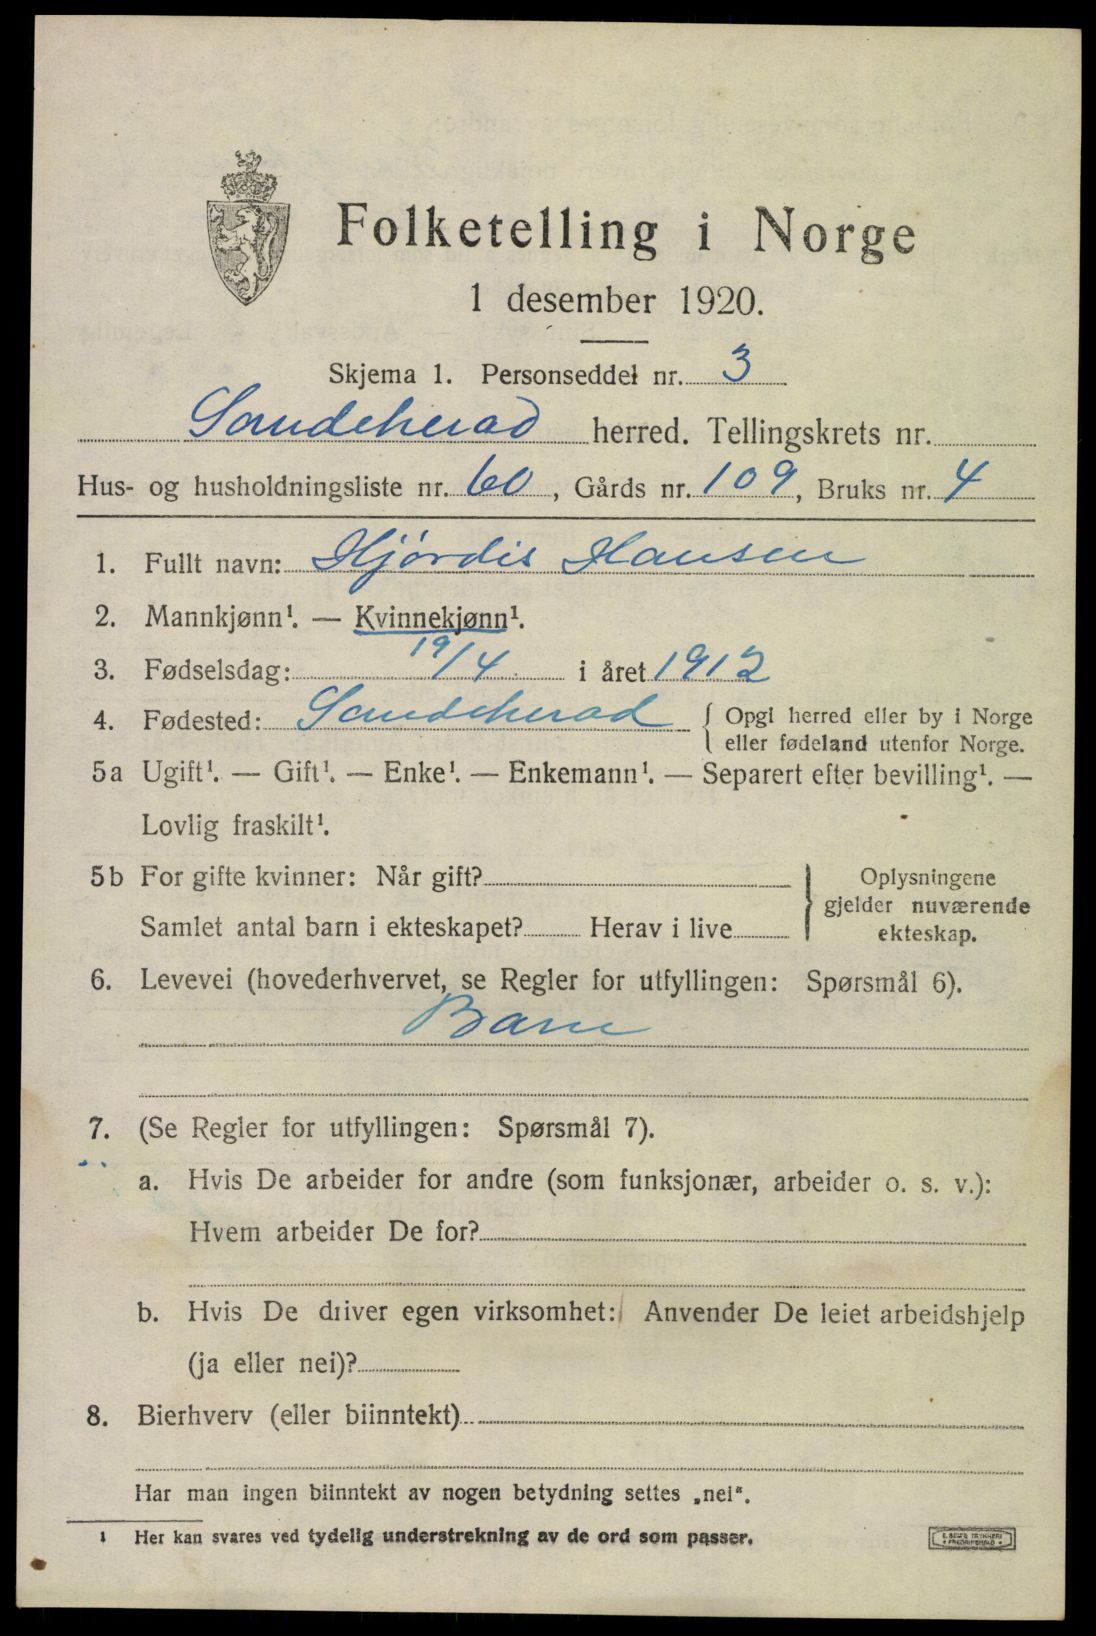 Folketelling i Norge
1 desember 1920.
Skjema 1. Personseddel nr. 3
Sandeherad herred. Tellingskrets nr.
Hus- og husholdningsliste nr. 60, Gårds nr. 109, Bruks nr. 4
1. Fullt navn: Hjördis Hansen
2. Mannkjønn¹. — Kvinnekjønn¹.
3. Fødselsdag: 19/4 i året 1912
4. Fødested: Sandeherad { Opgi herred eller by i Norge
eller fødeland utenfor Norge.
5a Ugift¹. — Gift¹. — Enke¹. — Enkemann¹. — Separert efter bevilling¹. —
Lovlig fraskilt¹.
5b For gifte kvinner: Når gift?
Samlet antal barn i ekteskapet? Herav i live
} Oplysningene
gjelder nuværende
ekteskap.
6. Levevei (hovederhvervet, se Regler for utfyllingen: Spørsmål 6).
Barn
7. (Se Regler for utfyllingen: Spørsmål 7).
a. Hvis De arbeider for andre (som funksjonær, arbeider o. s. v.):
Hvem arbeider De for?
b. Hvis De driver egen virksomhet: Anvender De leiet arbeidshjelp
(ja eller nei)?
8. Bierhverv (eller biinntekt)
Har man ingen biinntekt av nogen betydning settes „nei“.
¹ Her kan svares ved tydelig understrekning av de ord som passer.
E. SEMS TRYKKERI
• FREDRIKSHALD •